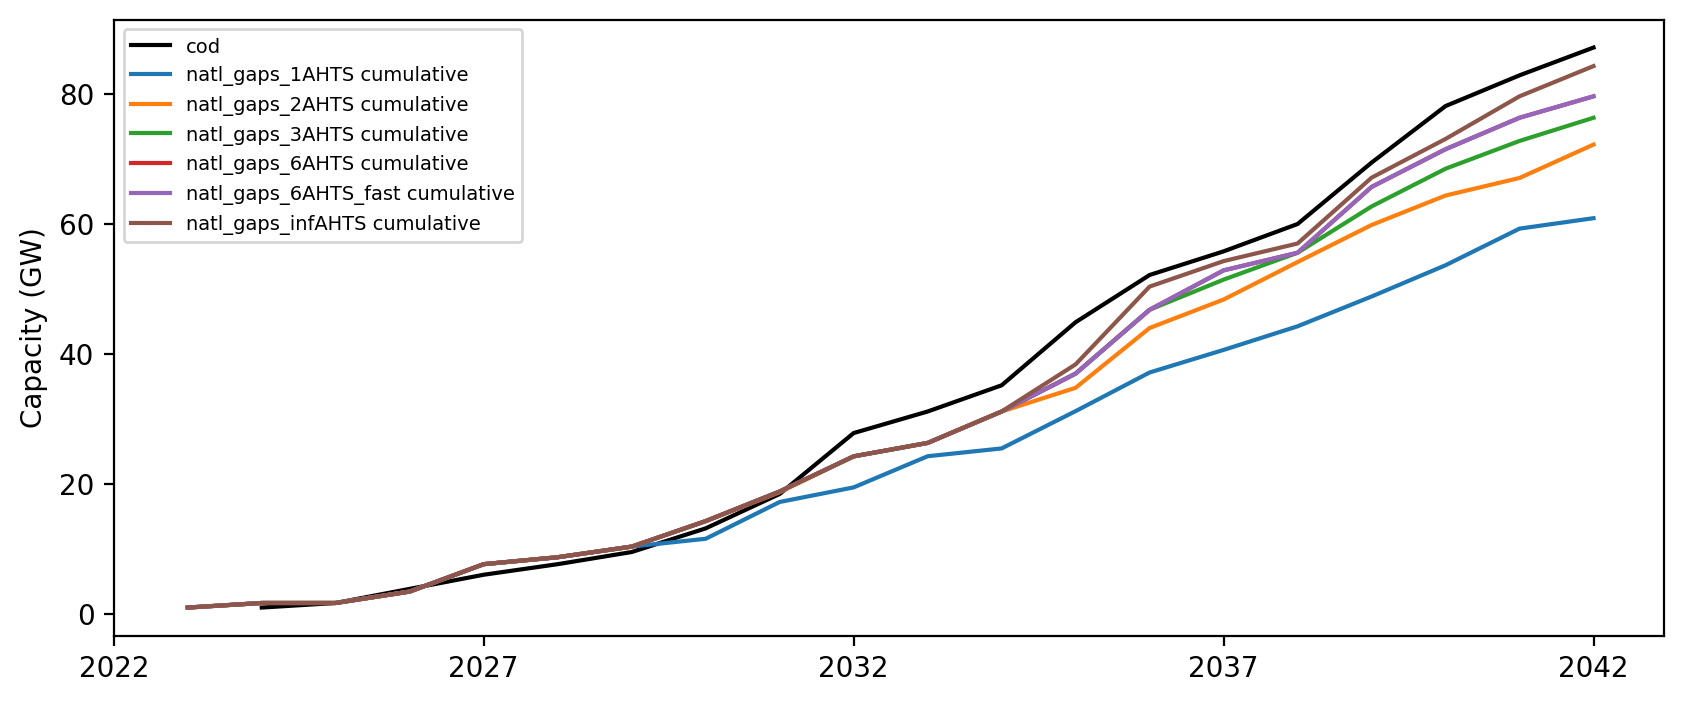 cod
natl_gaps_1AHTS cumulative
natl_gaps_2AHTS cumulative
natl_gaps_3AHTS cumulative
natl_gaps_6AHTS cumulative
natl_gaps_6AHTS_fast cumulative
natl_gaps_infAHTS cumulative
Capacity (GW)
80
60
40
20
0
2022 2027 2032 2037 2042